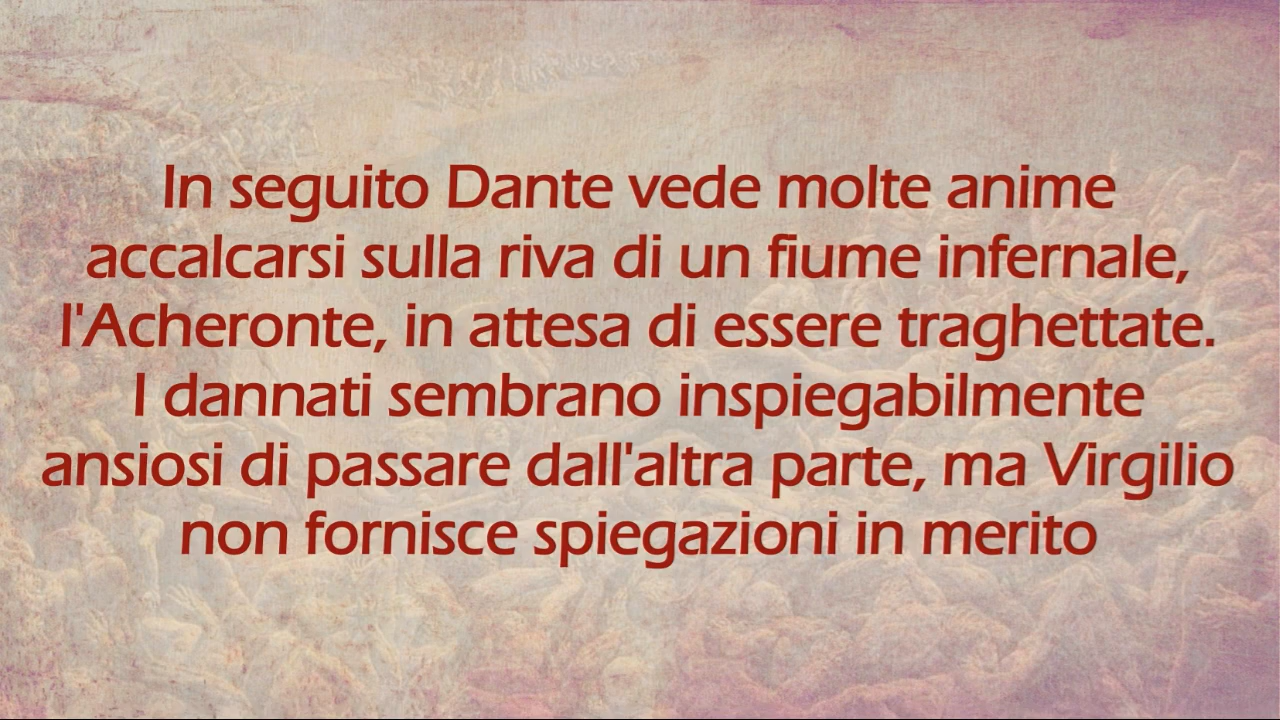 In seguito Dante vede molte anime
accalcarsi sulla riva di un fiume infernale,
l'Acheronte, in attesa di essere traghettate.
I dannati sembrano inspiegabilmente
ansiosi di passare dall'altra parte, ma Virgilio
non fornisce spiegazioni in merito